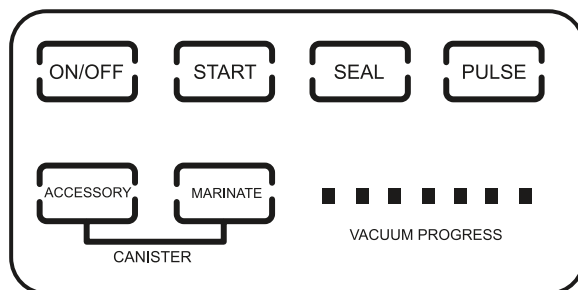 ON/OFF START SEAL PULSE
ACCESSORY MARINATE
VACUUM PROGRESS
CANISTER